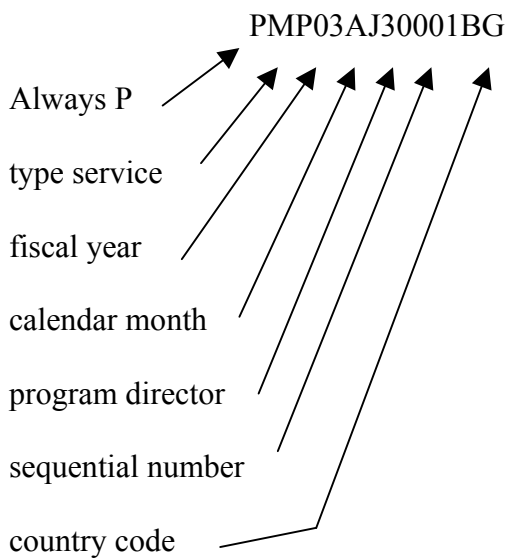 PMP03AJ30001BG
Always P
type service
fiscal year
calendar month
program director
sequential number
country code